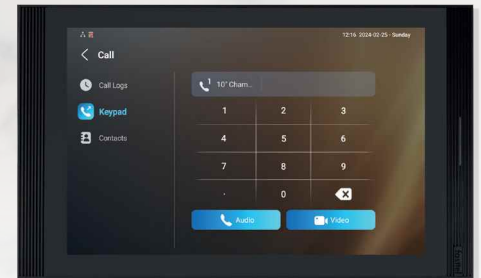 12:16 2024-02-25 - Sunday
Call
Call Logs
1 10" Cham...
Keypad
1 2 3
Contacts
4 5 6
7 8 9
. 0
Audio Video